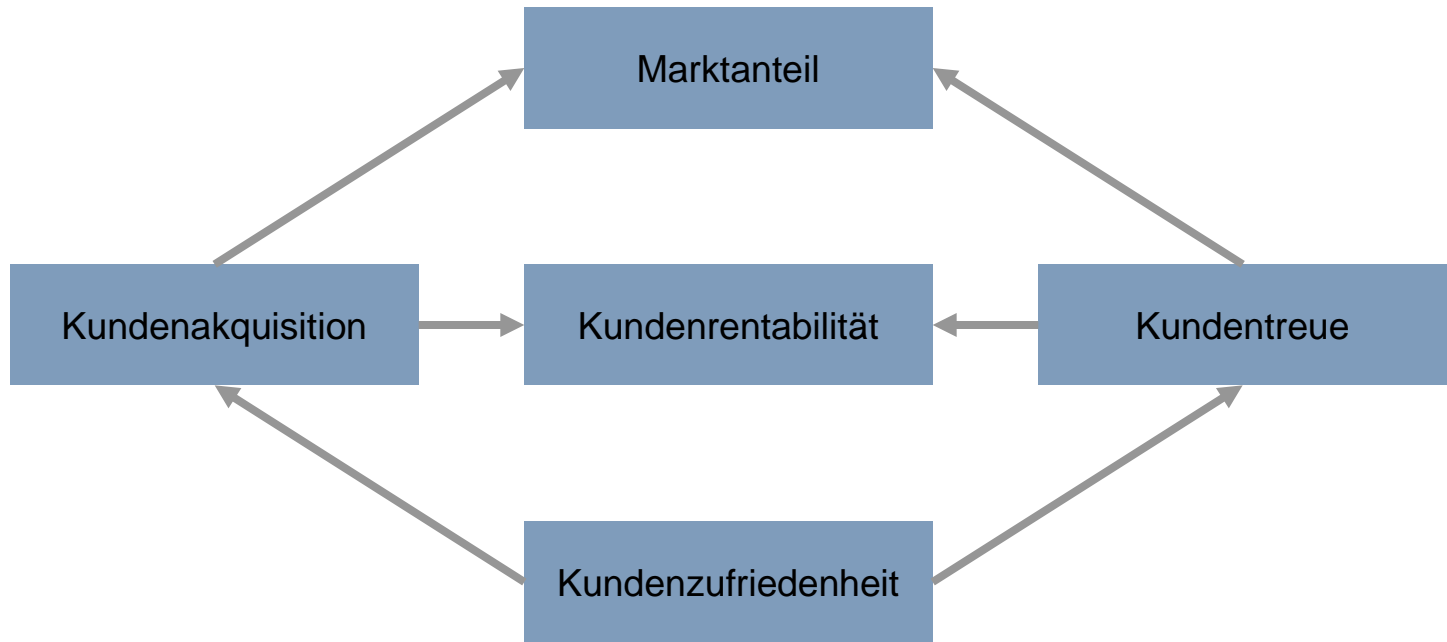 Marktanteil
Kundenakquisition
Kundenrentabilität
Kundentreue
Kundenzufriedenheit